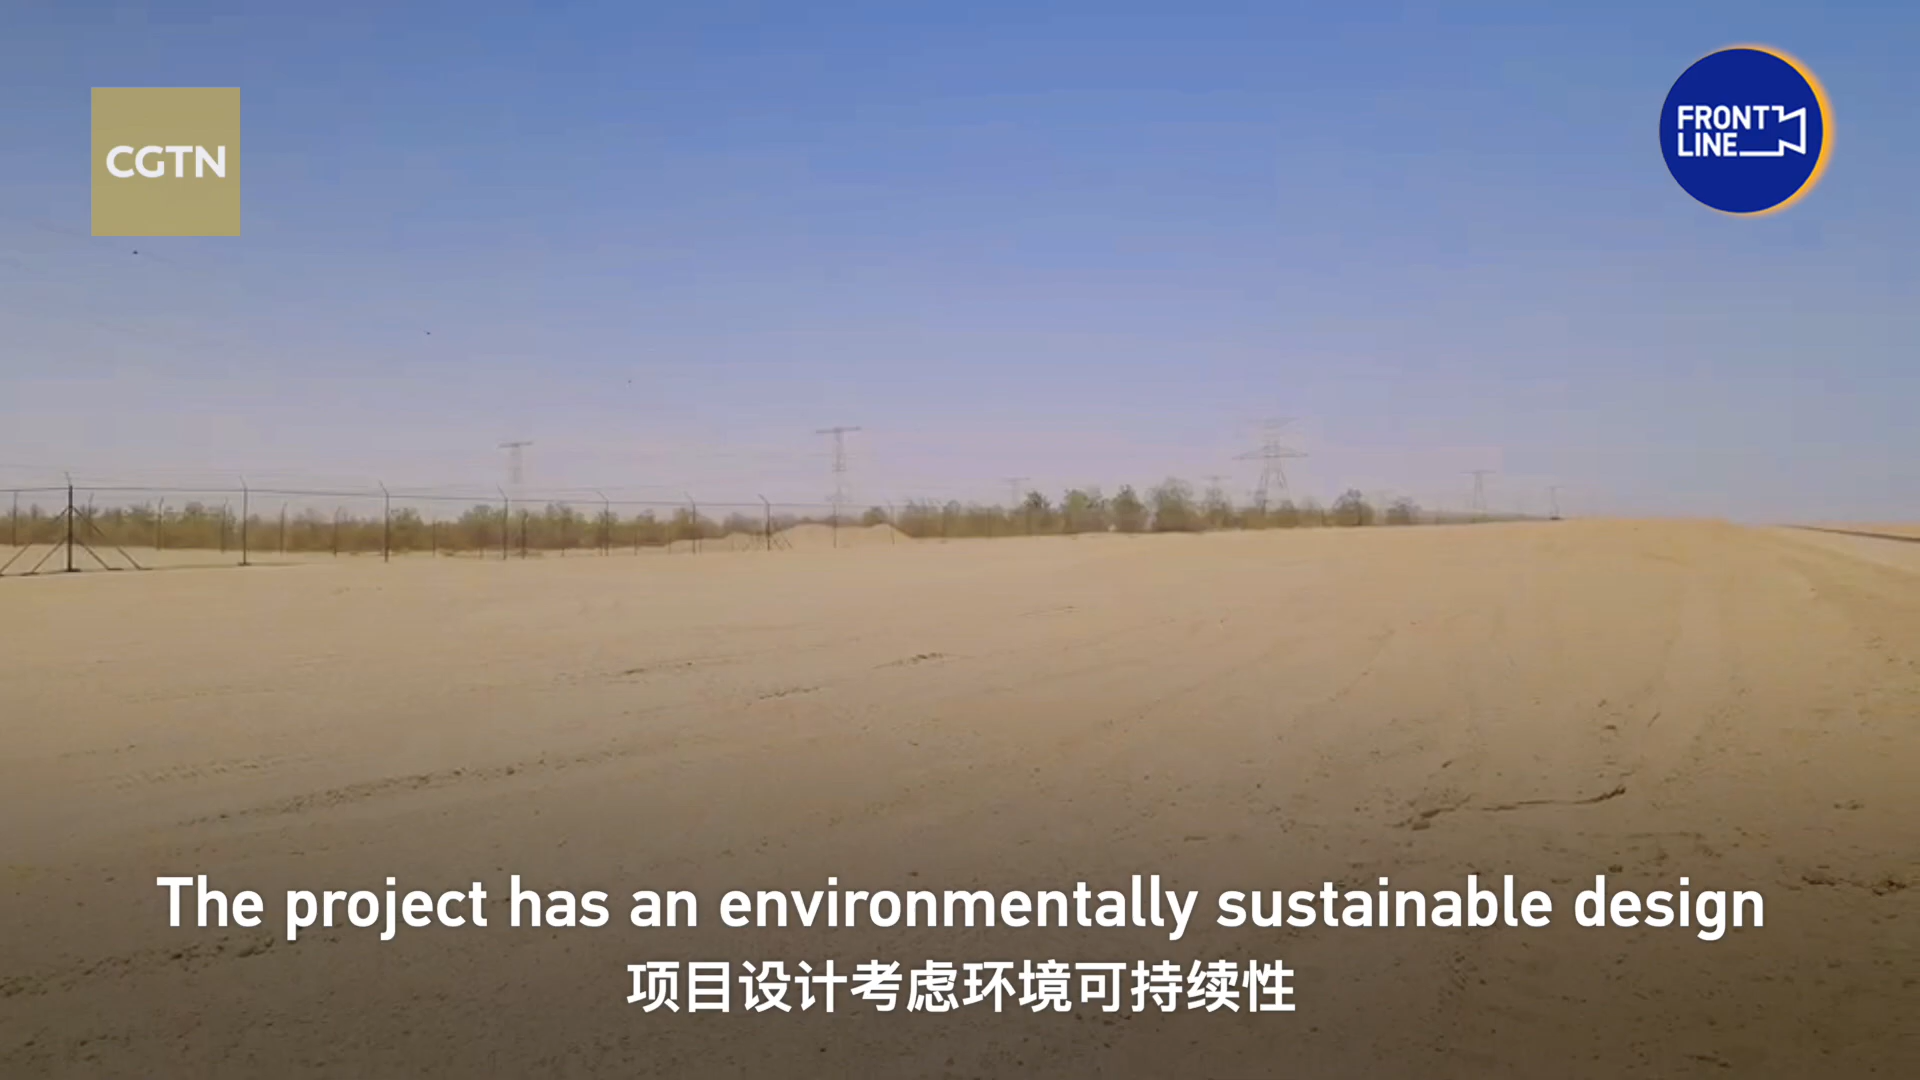 CGTN
FRONT
LINE
The project has an environmentally sustainable design
项目设计考虑环境可持续性